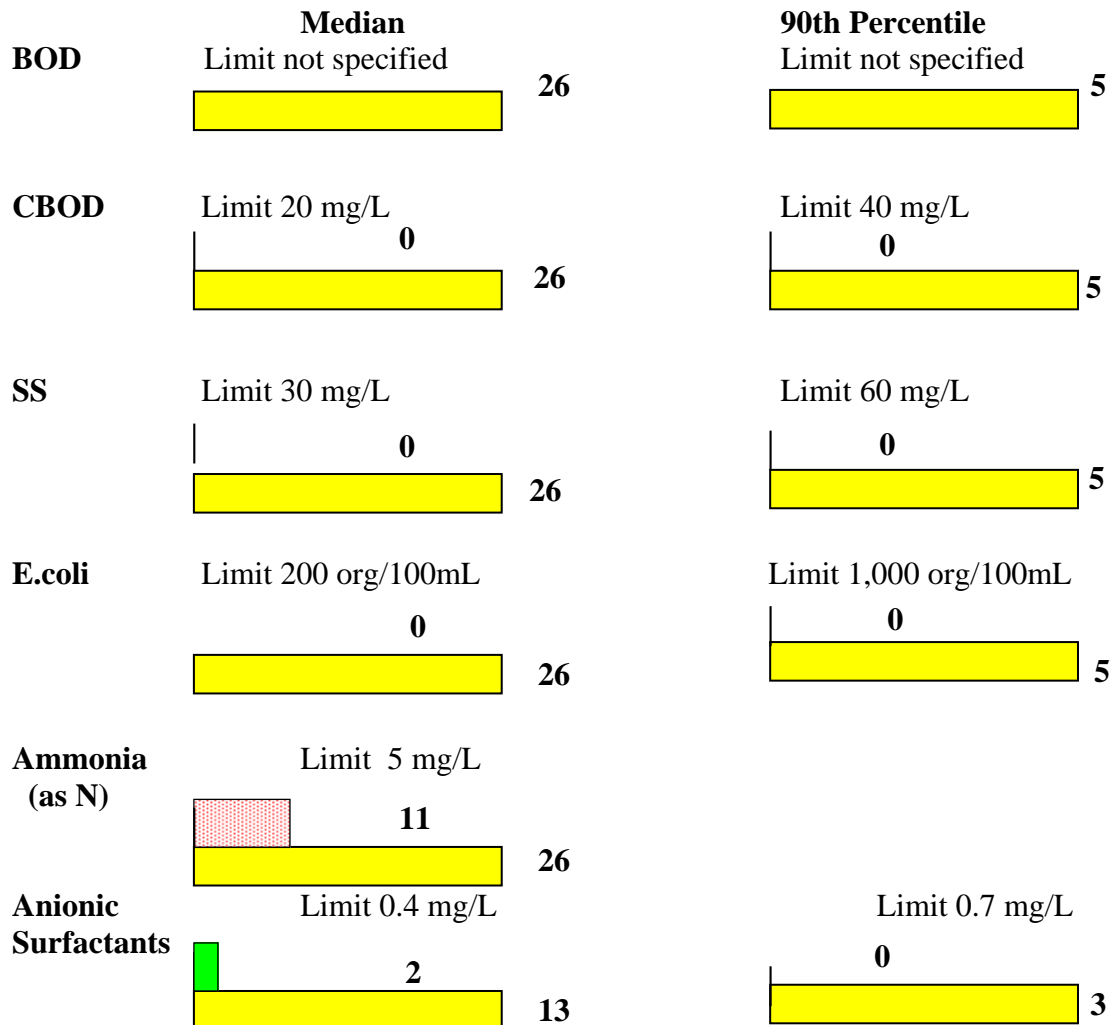 Median 90th Percentile
BOD Limit not specified Limit not specified
26 5
CBOD Limit 20 mg/L Limit 40 mg/L
0 0
26 5
SS Limit 30 mg/L Limit 60 mg/L
0 0
26 5
E.coli Limit 200 org/100mL Limit 1,000 org/100mL
0 0
26 5
Ammonia Limit 5 mg/L
(as N)
11
26
Anionic Limit 0.4 mg/L Limit 0.7 mg/L
Surfactants
2 0
13 3